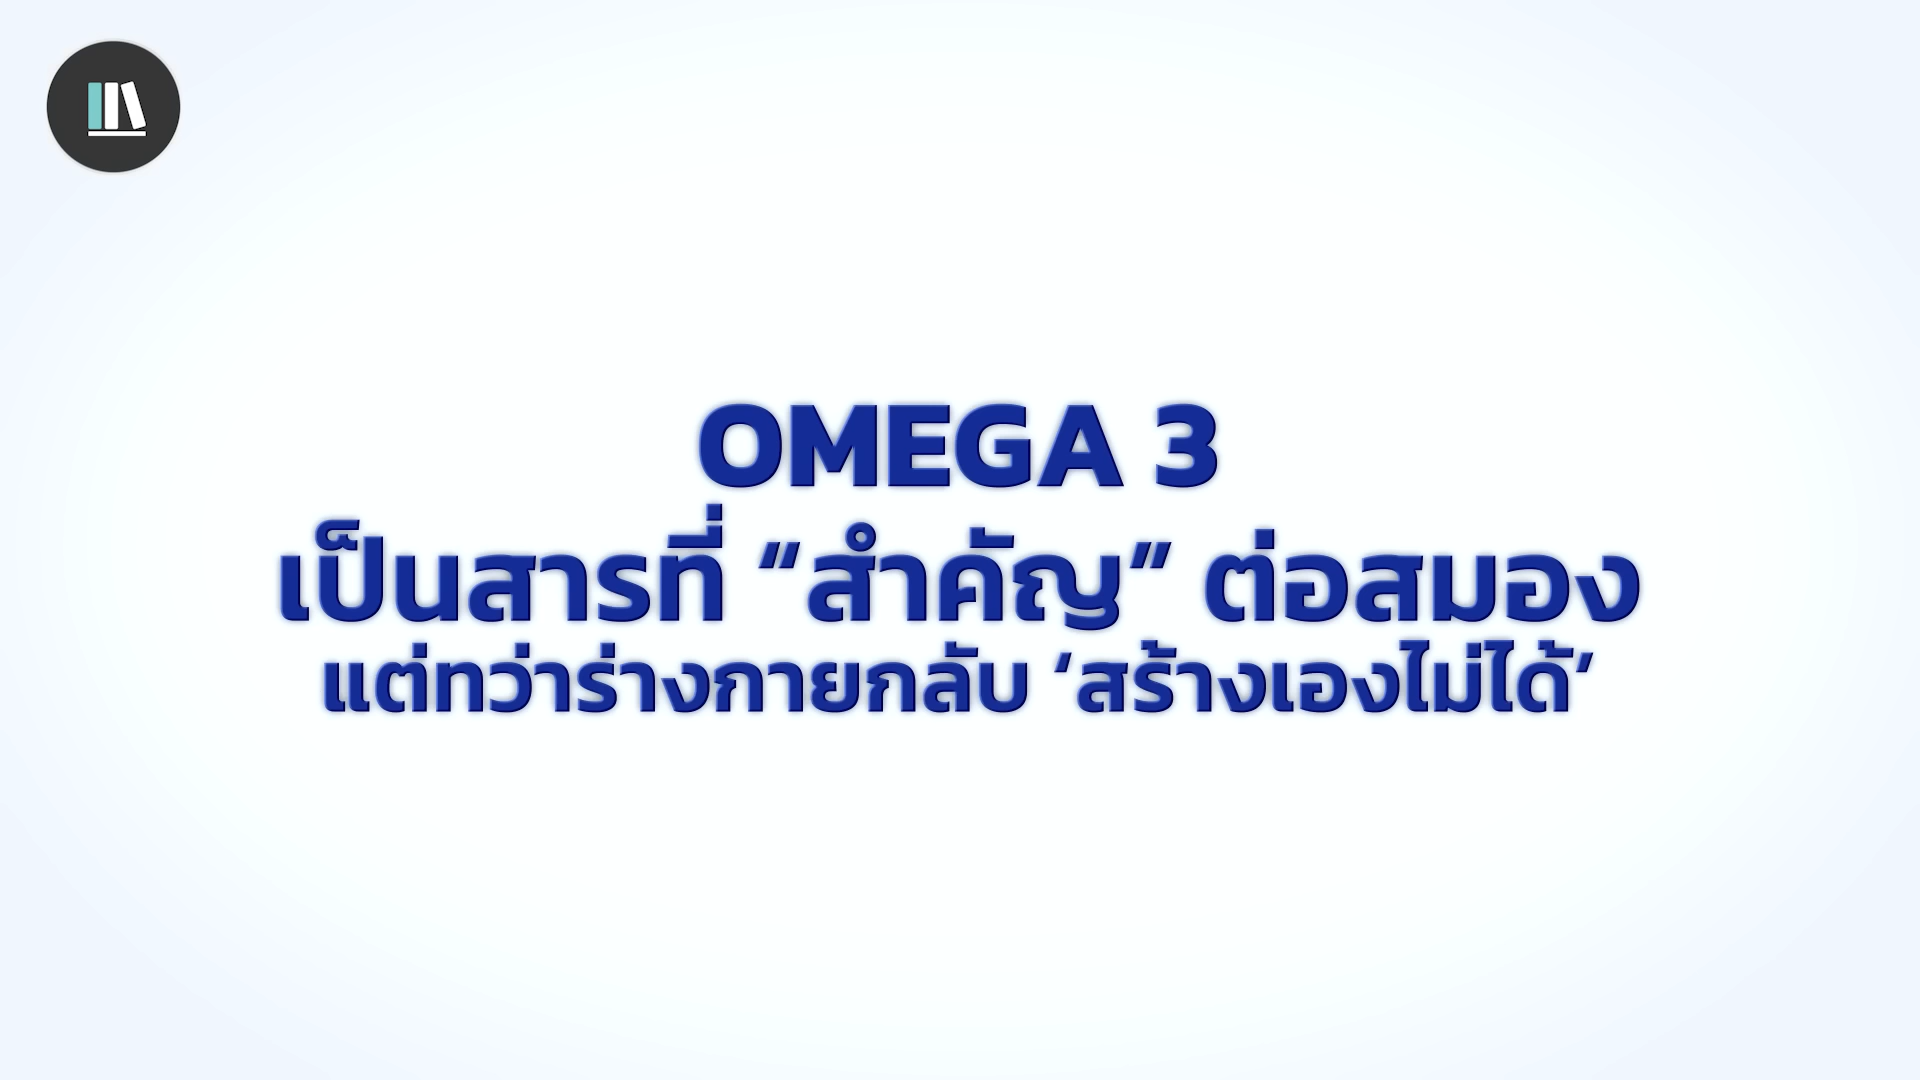 OMEGA 3
เป็นสารที่ “สำคัญ” ต่อสมอง
แต่ทว่าร่างกายกลับ ‘สร้างเองไม่ได้’